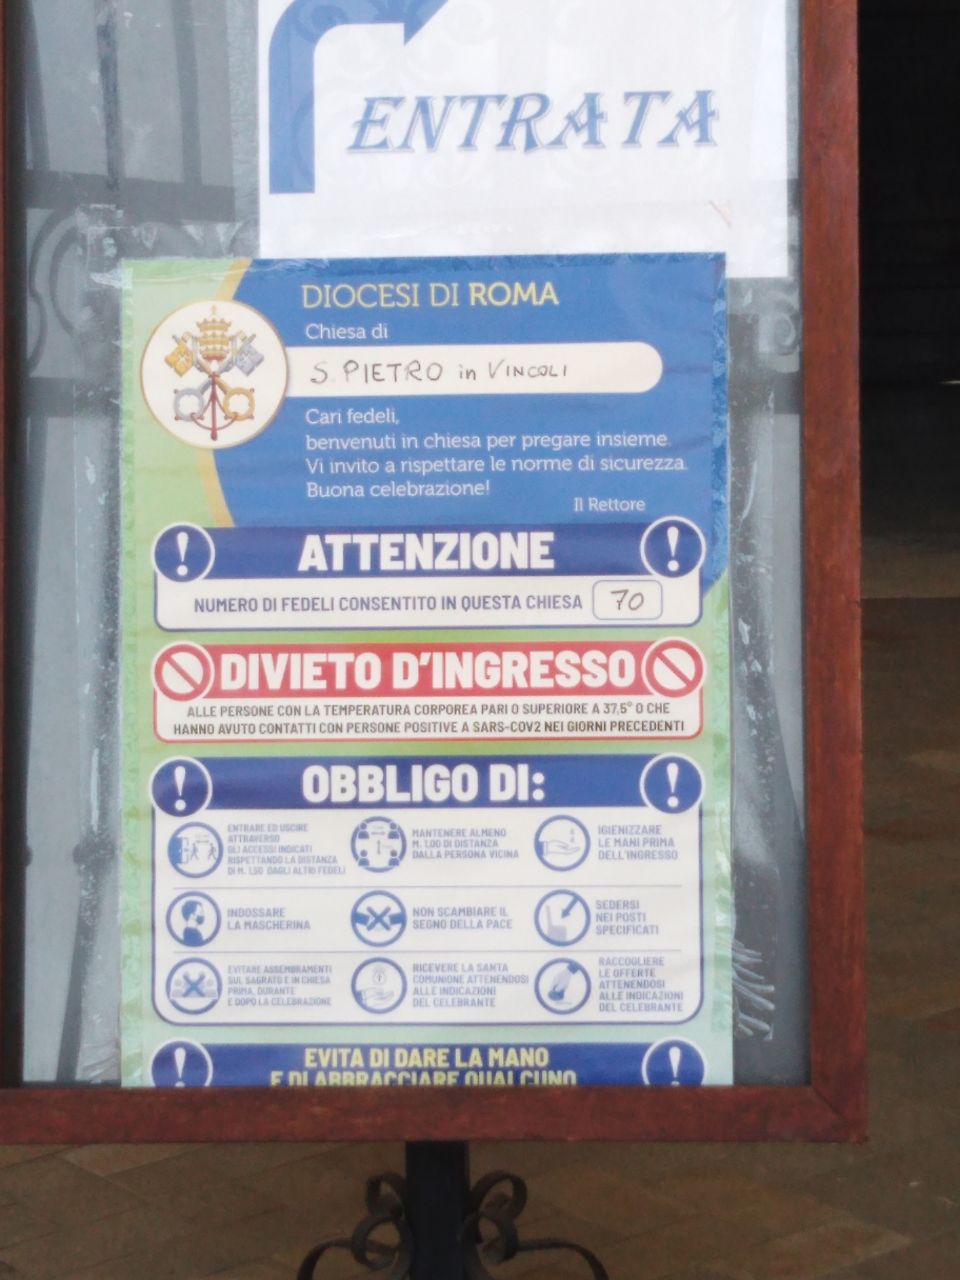 ENTRATA
DIOCESI DI ROMA
Chiesa di
S. PIETRO in VINCOLI
Cari fedeli,
benvenuti in chiesa per pregare insieme.
Vi invito a rispettare le norme di sicurezza.
Buona celebrazione!
Il Rettore
ATTENZIONE
NUMERO DI FEDELI CONSENTITO IN QUESTA CHIESA 70
DIVIETO D'INGRESSO
ALLE PERSONE CON LA TEMPERATURA CORPOREA PARI O SUPERIORE A 37,5° O CHE
HANNO AVUTO CONTATTI CON PERSONE POSITIVE A SARS-COV2 NEI GIORNI PRECEDENTI
OBBLIGO DI:
ENTRARE ED USCIRE
ATTRAVERSO
GLI ACCESSI INDICATI
RISPETTANDO LA DISTANZA
DI M. 1,50 DAGLI ALTRI FEDELI
MANTENERE ALMENO
M. 1,00 DI DISTANZA
DALLA PERSONA VICINA
IGIENIZZARE
LE MANI PRIMA
DELL'INGRESSO
INDOSSARE
LA MASCHERINA
NON SCAMBIARE IL
SEGNO DELLA PACE
SEDERSI
NEI POSTI
SPECIFICATI
EVITARE ASSEMBRAMENTI
SUL SAGRATO E IN CHIESA
PRIMA, DURANTE
E DOPO LA CELEBRAZIONE
RICEVERE LA SANTA
COMUNIONE ATTENENDOSI
ALLE INDICAZIONI
DEL CELEBRANTE
RACCOGLIERE
LE OFFERTE
ATTENENDOSI
ALLE INDICAZIONI
DEL CELEBRANTE
EVITA DI DARE LA MANO
E DI ABBRACCIARE QUALCUNO